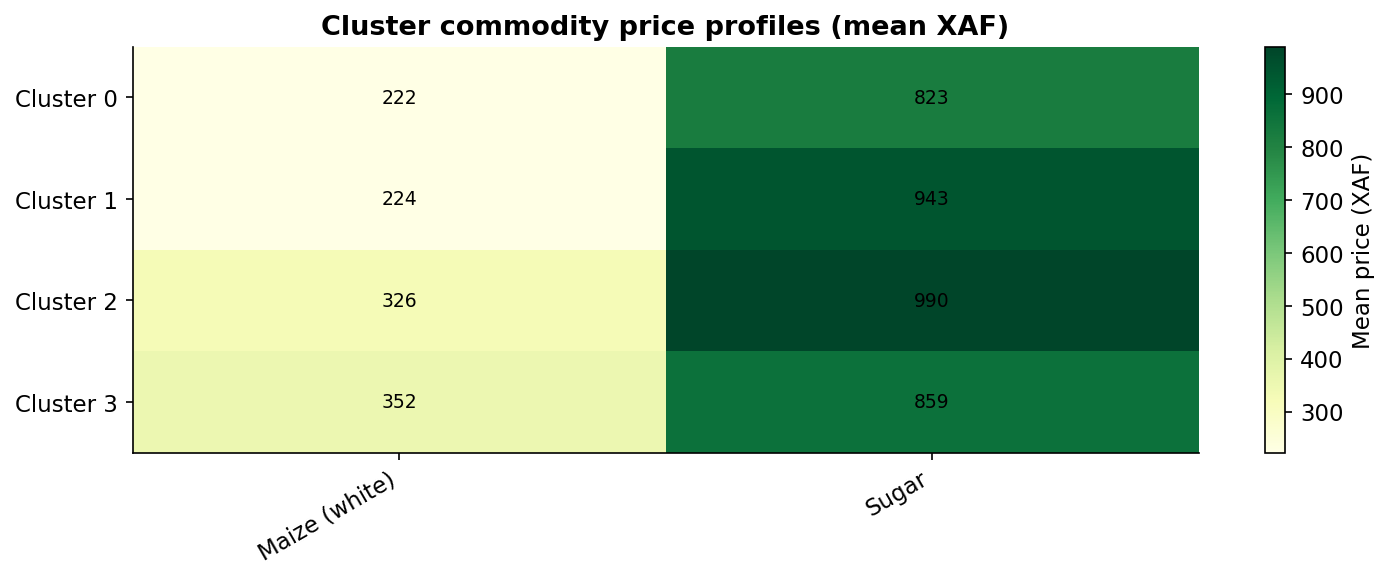 Cluster commodity price profiles (mean XAF)
Cluster 0
222
823
Cluster 1
224
943
Cluster 2
326
990
Cluster 3
352
859
Maize (white)
Sugar
900
800
700
600
500
400
300
Mean price (XAF)